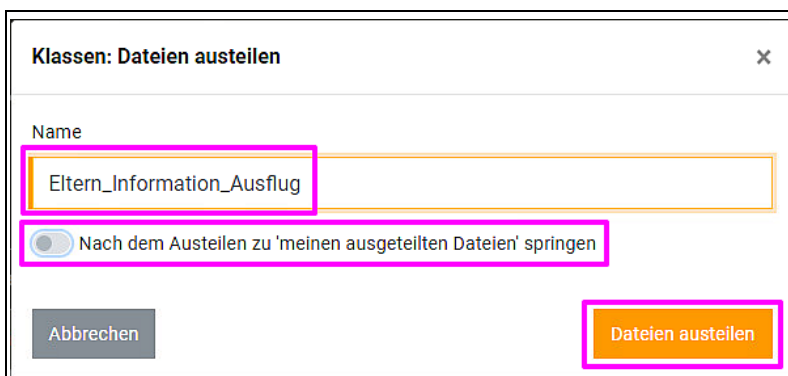 Klassen: Dateien austeilen ×
Name
Eltern_Information_Ausflug
Nach dem Austeilen zu 'meinen ausgeteilten Dateien' springen
Abbrechen Dateien austeilen